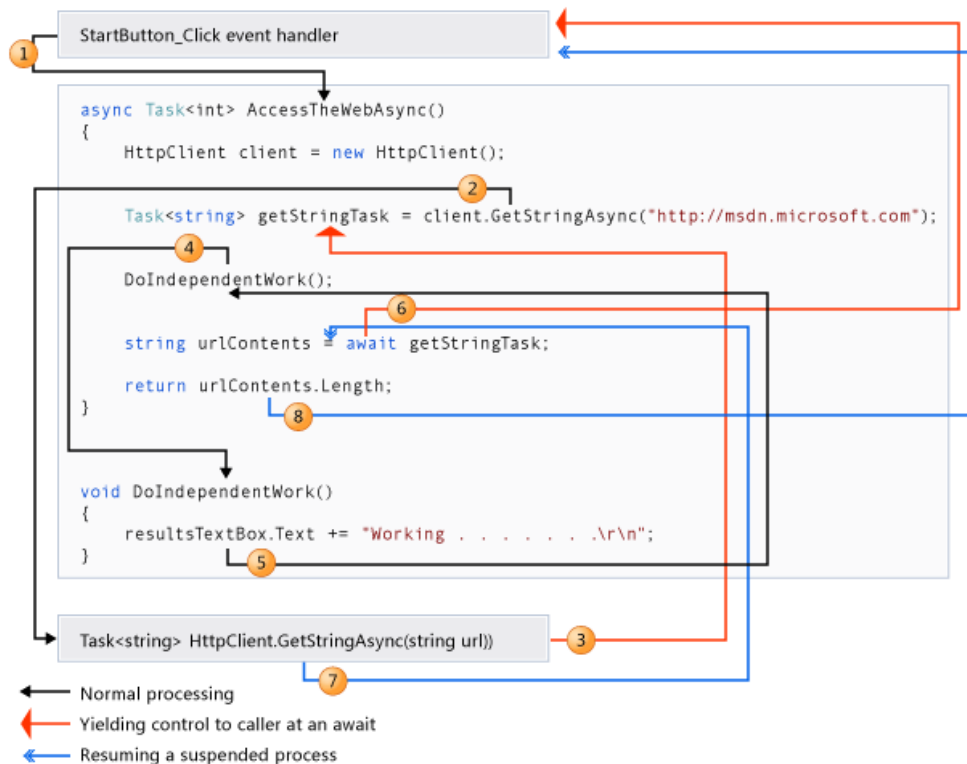 StartButton_Click event handler
1
async Task<int> AccessTheWebAsync()
{
HttpClient client = new HttpClient();
2
Task<string> getStringTask = client.GetStringAsync("http://msdn.microsoft.com");
4
DoIndependentWork();
6
string urlContents = await getStringTask;
return urlContents.Length;
}
8
void DoIndependentWork()
{
resultsTextBox.Text += "Working . . . . . . .\r\n";
}
5
Task<string> HttpClient.GetStringAsync(string url))
3
7
Normal processing
Yielding control to caller at an await
Resuming a suspended process